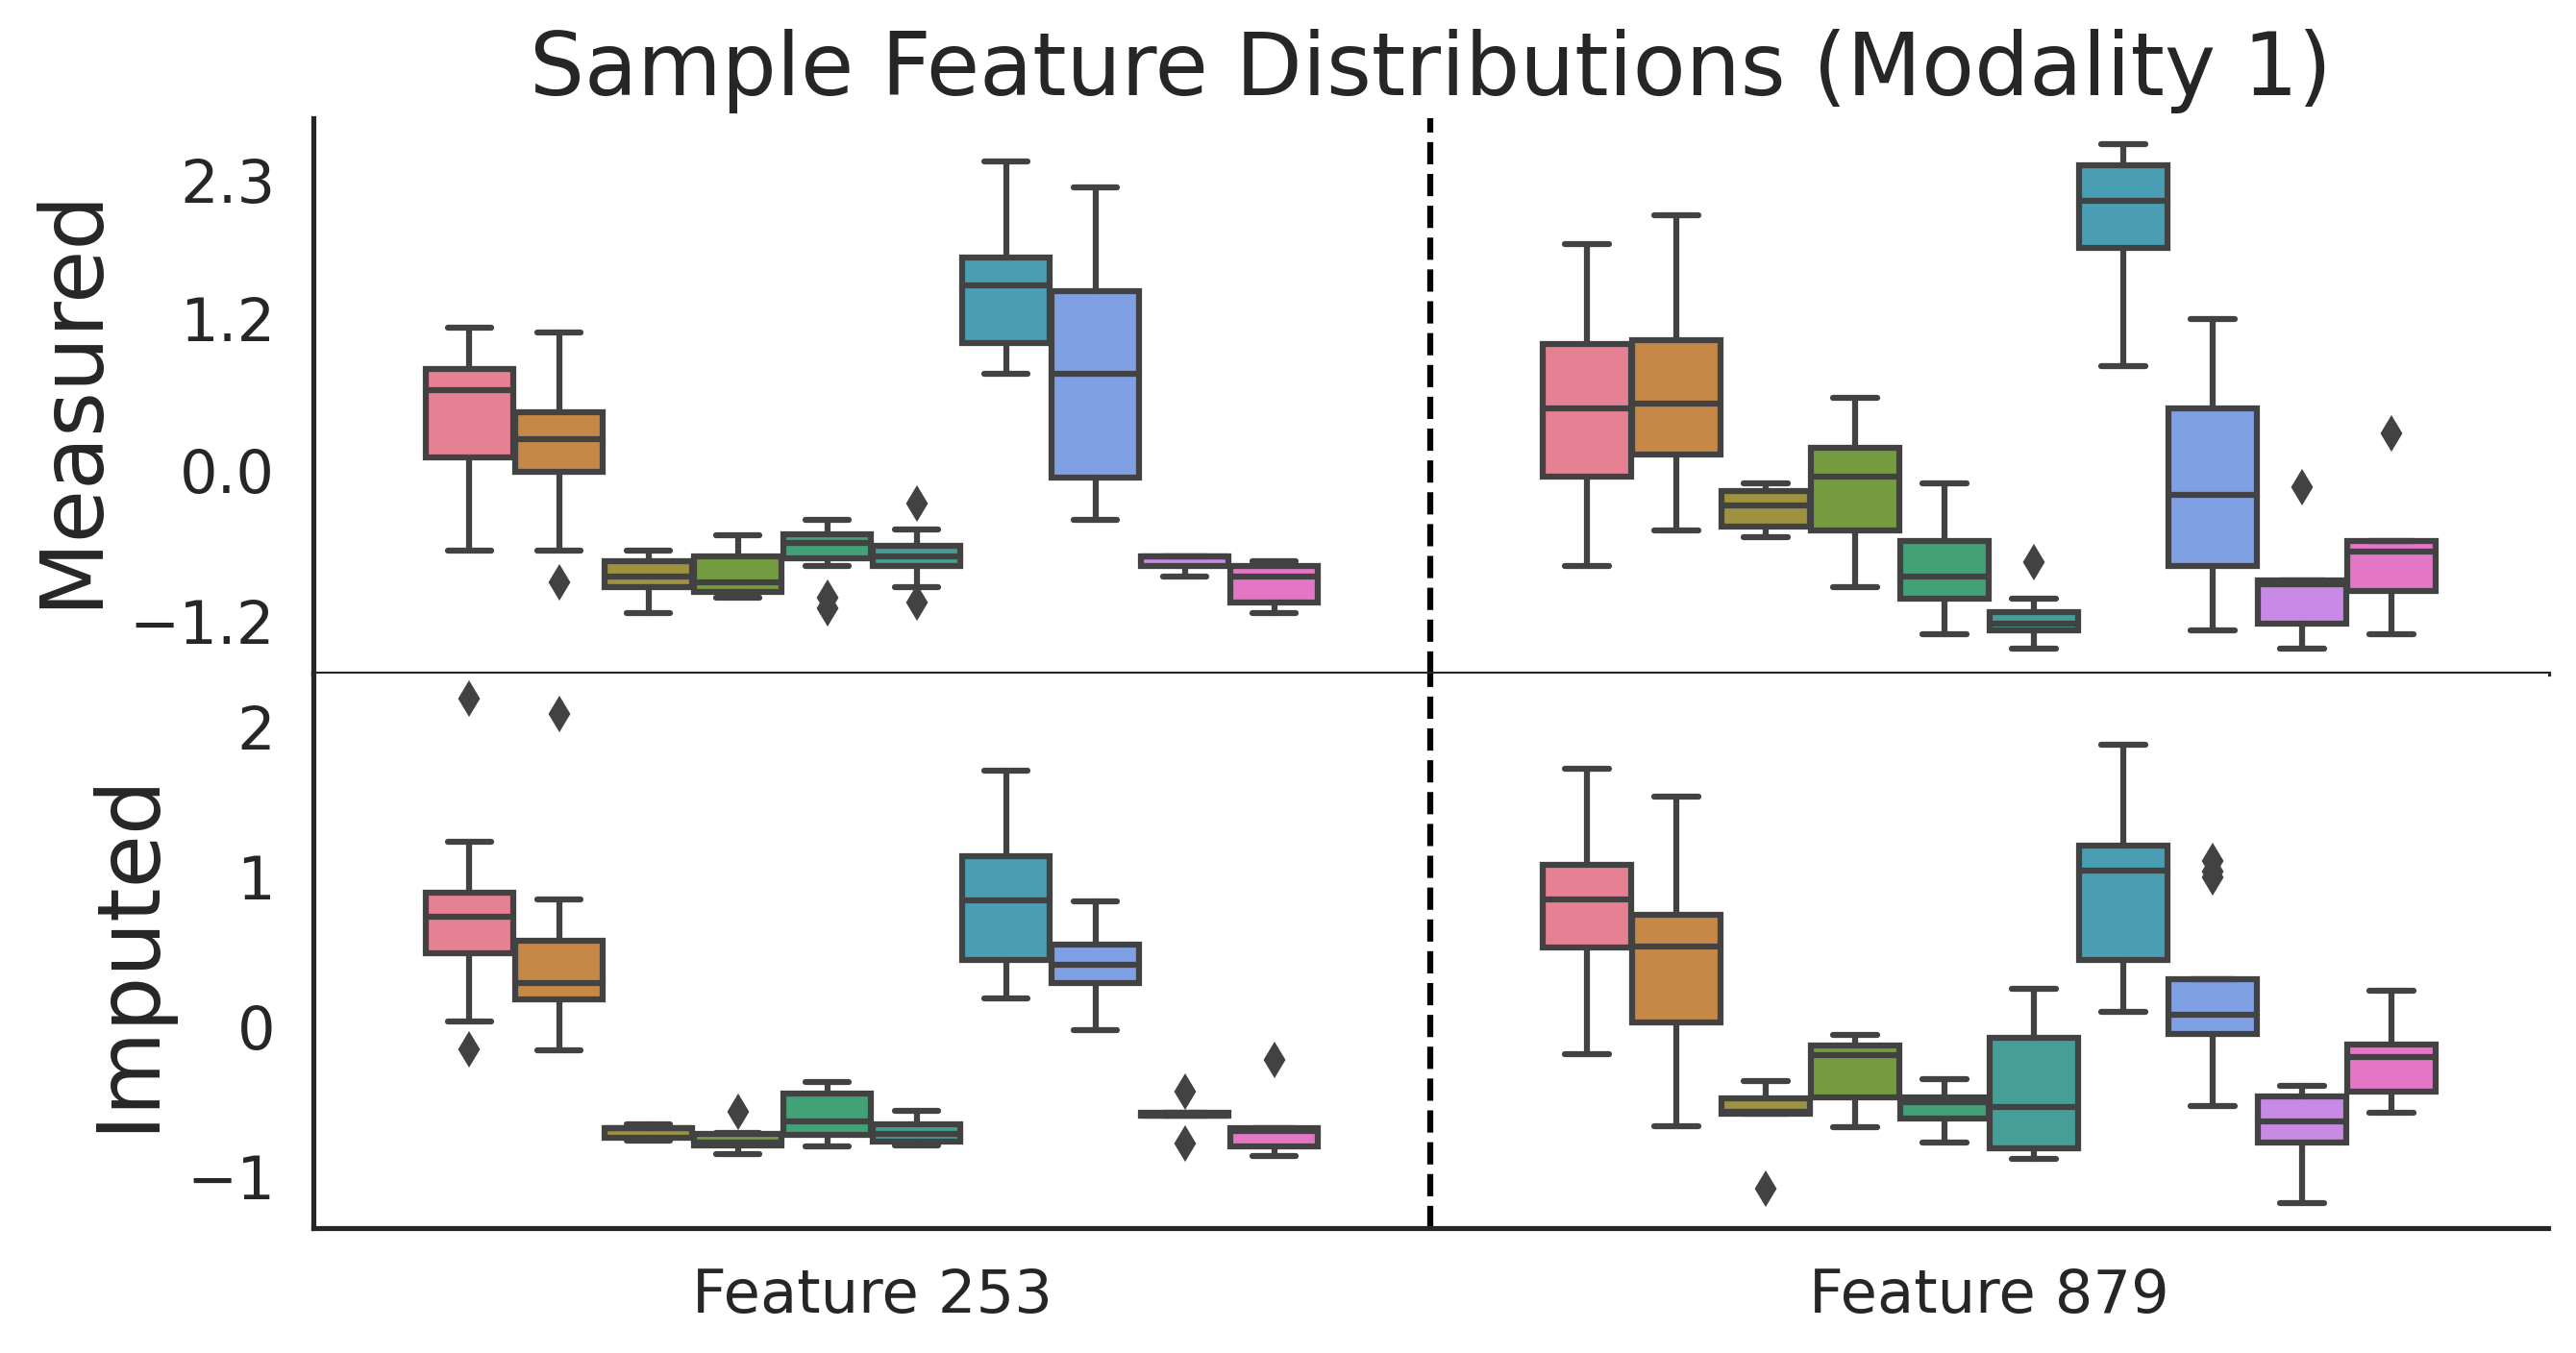 Sample Feature Distributions (Modality 1)
Measured
2.3
1.2
0.0
−1.2
Imputed
2
1
0
−1
Feature 253
Feature 879